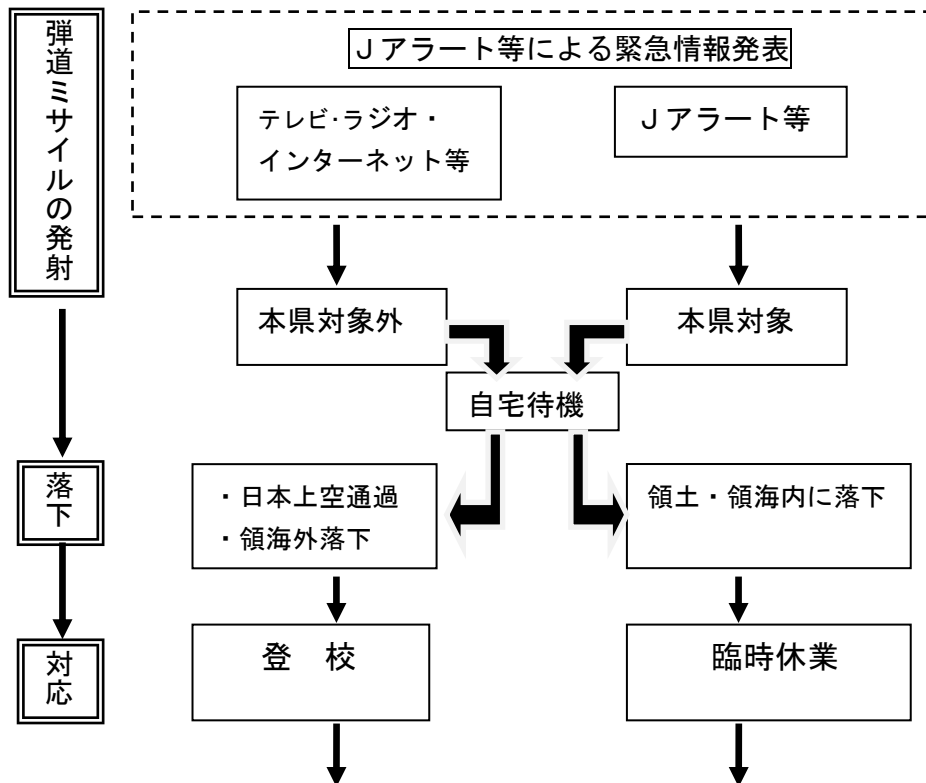 弾道ミサイルの発射
Jアラート等による緊急情報発表
テレビ・ラジオ・
インターネット等
Jアラート等
本県対象外
本県対象
自宅待機
落下
・日本上空通過
・領海外落下
領土・領海内に落下
対応
登　校
臨時休業